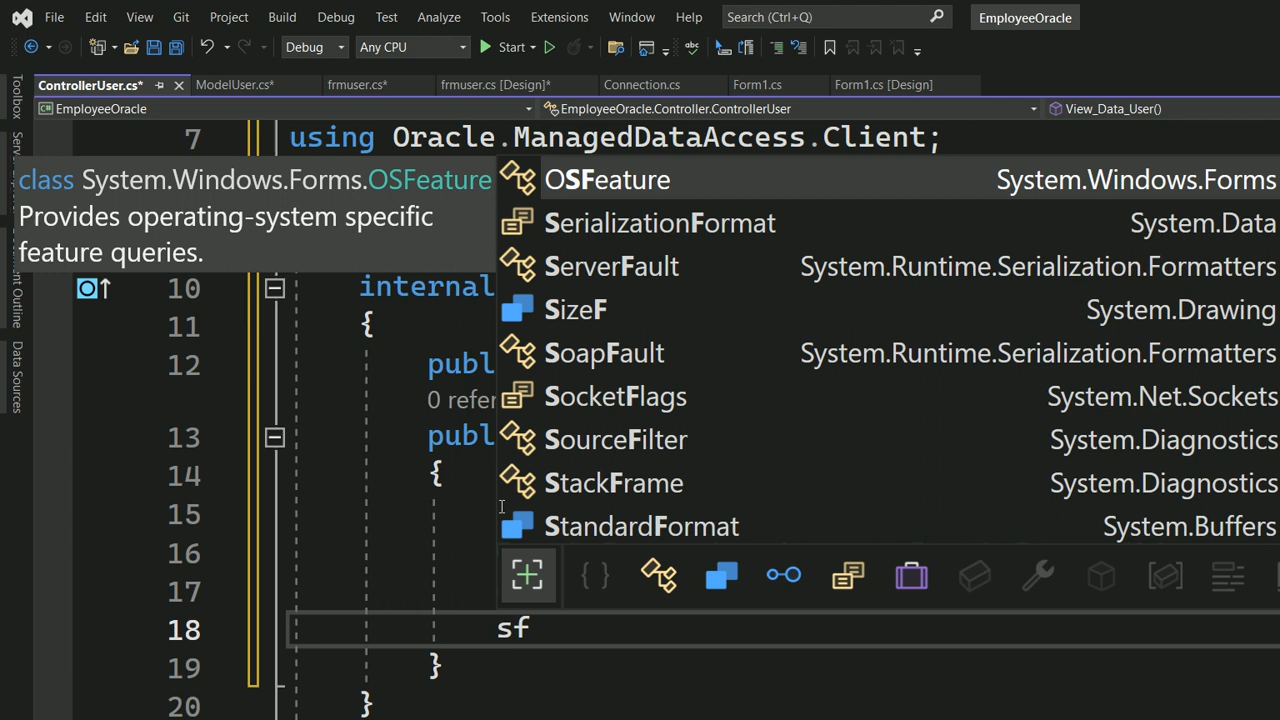 File Edit View Git Project Build Debug Test Analyze Tools Extensions Window Help Search (Ctrl+Q) EmployeeOracle
Debug Any CPU Start
ControllerUser.cs* ModelUser.cs* frmuser.cs* frmuser.cs [Design]* Connection.cs Form1.cs Form1.cs [Design]
EmployeeOracle EmployeeOracle.Controller.ControllerUser View_Data_User()
Toolbox
Data Sources
7 using Oracle.ManagedDataAccess.Client;
class System.Windows.Forms.OSFeature
Provides operating-system specific
feature queries.
OSFeature System.Windows.Forms
SerializationFormat System.Data
ServerFault System.Runtime.Serialization.Formatters
SizeF System.Drawing
SoapFault System.Runtime.Serialization.Formatters
SocketFlags System.Net.Sockets
SourceFilter System.Diagnostics
StackFrame System.Diagnostics
StandardFormat System.Buffers
10 internal
11 {
12 publ
0 refer
13 publ
14 {
15
16
17
18 sf
19 }
20 }